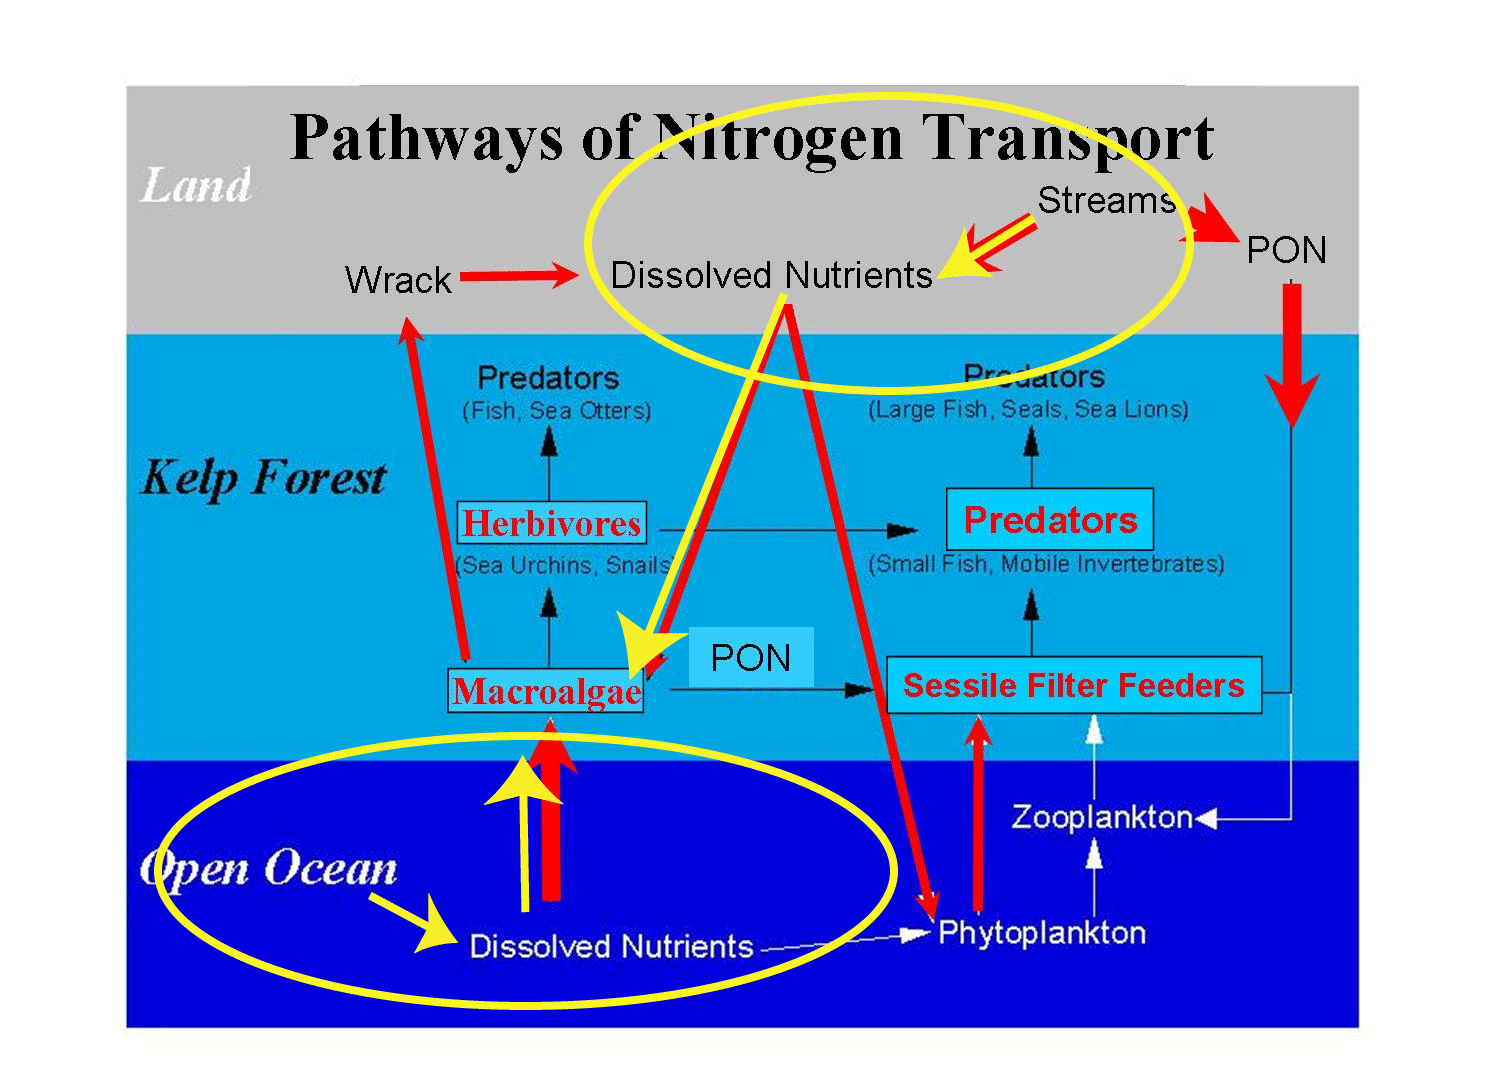 Pathways of Nitrogen Transport
Land
Streams
PON
Wrack
Dissolved Nutrients
Predators
(Fish, Sea Otters)
Predators
(Large Fish, Seals, Sea Lions)
Kelp Forest
Herbivores
(Sea Urchins, Snails)
Predators
(Small Fish, Mobile Invertebrates)
PON
Macroalgae
Sessile Filter Feeders
Zooplankton
Open Ocean
Dissolved Nutrients
Phytoplankton